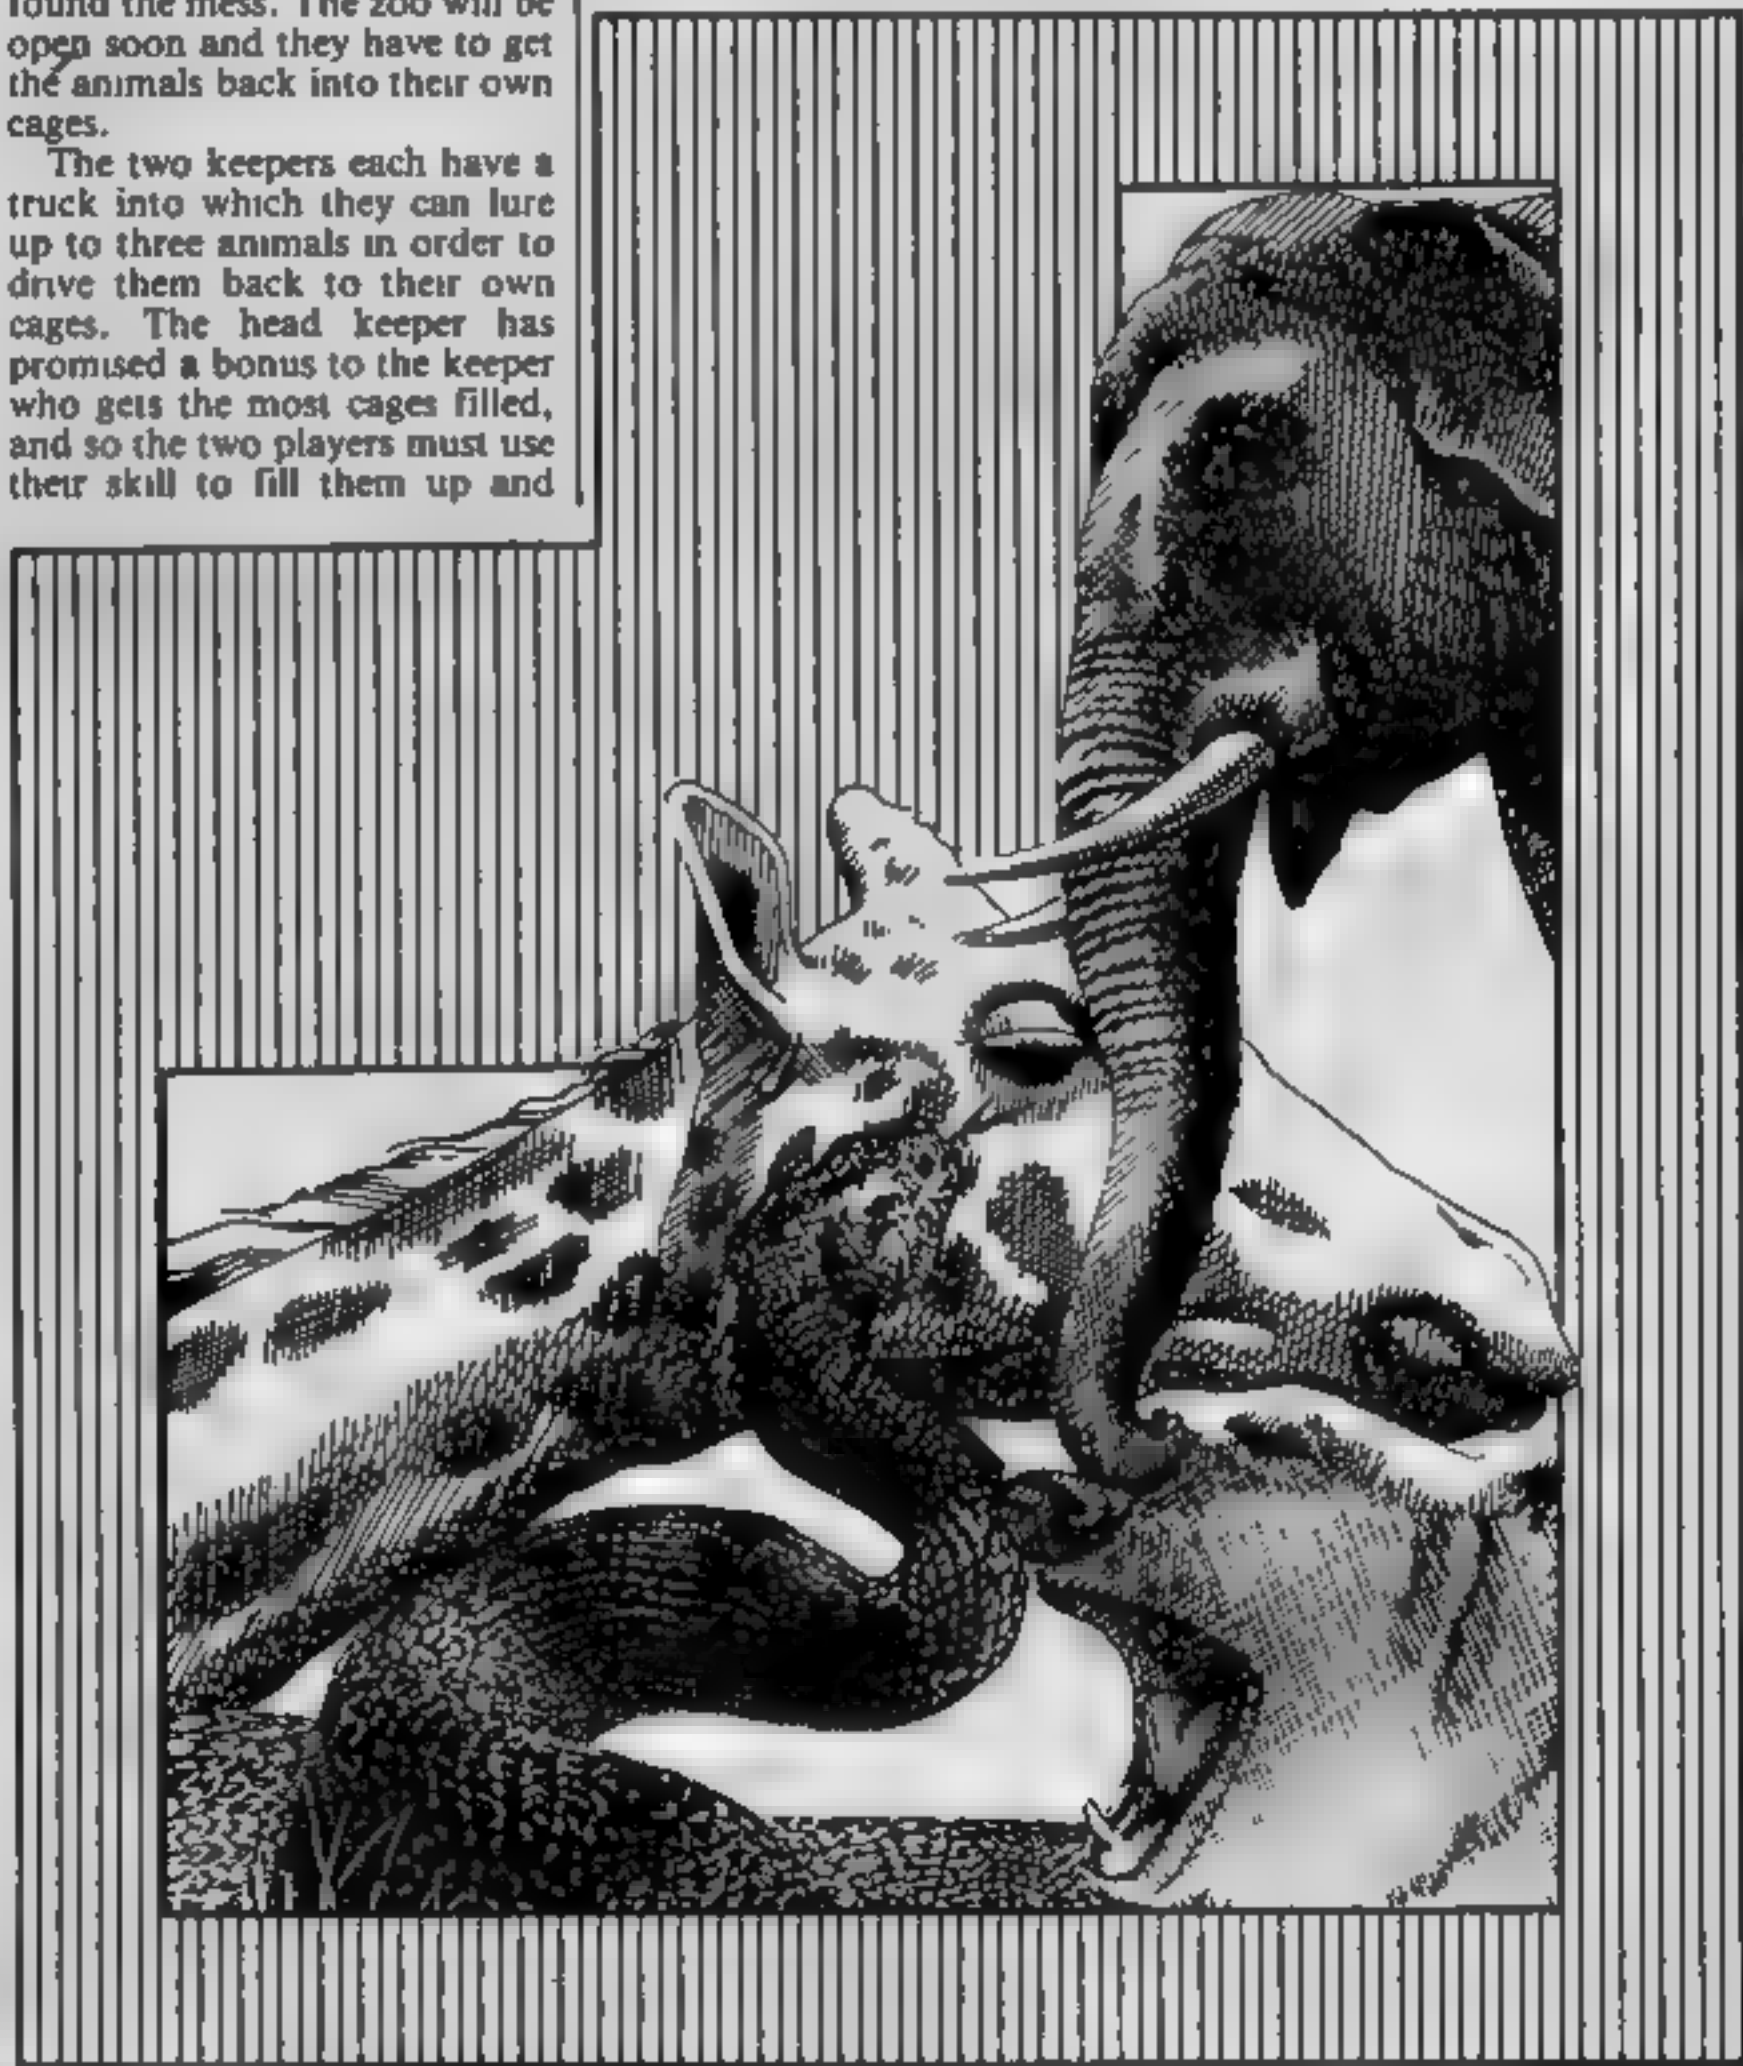 found the mess. The zoo will be
open soon and they have to get
the animals back into their own
cages.
The two keepers each have a
truck into which they can lure
up to three animals in order to
drive them back to their own
cages. The head keeper has
promised a bonus to the keeper
who gets the most cages filled,
and so the two players must use
their skill to fill them up and